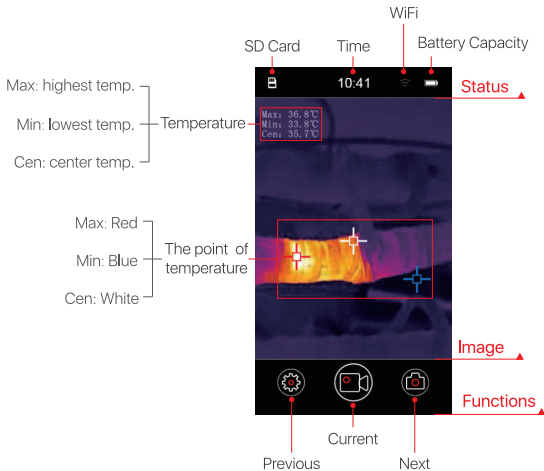 WiFi
SD Card
Time
Battery Capacity
10:41
Status
Max: highest temp.
Min: lowest temp.
Cen: center temp.
Temperature
Max: 36.8℃
Min: 33.8℃
Cen: 35.7℃
Max: Red
Min: Blue
Cen: White
The point of
temperature
Image
Functions
Current
Previous
Next